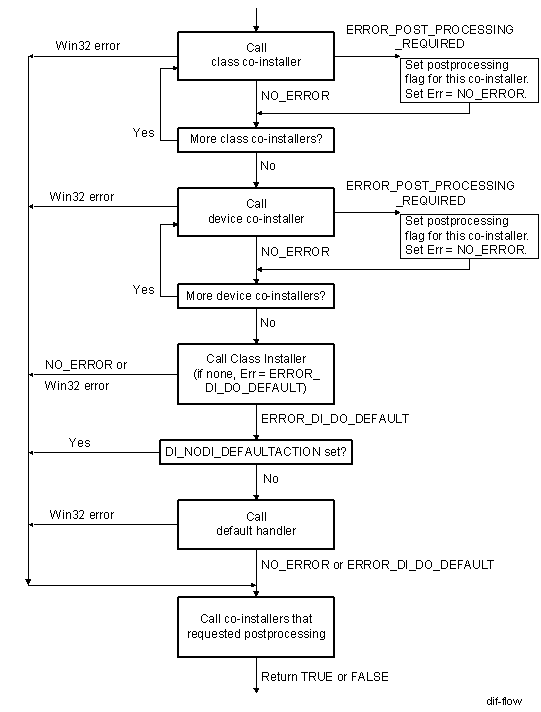 Win32 error
Call
class co-installer
ERROR_POST_PROCESSING
_REQUIRED
Set postprocessing
flag for this co-installer.
Set Err = NO_ERROR.
NO_ERROR
Yes
More class co-installers?
No
Win32 error
Call
device co-installer
ERROR_POST_PROCESSING
_REQUIRED
Set postprocessing
flag for this co-installer.
Set Err = NO_ERROR.
NO_ERROR
Yes
More device co-installers?
No
NO_ERROR or
Win32 error
Call Class Installer
(if none, Err = ERROR_
DI_DO_DEFAULT)
ERROR_DI_DO_DEFAULT
Yes
DI_NODI_DEFAULTACTION set?
No
Win32 error
Call
default handler
NO_ERROR or ERROR_DI_DO_DEFAULT
Call co-installers that
requested postprocessing
Return TRUE or FALSE
dif-flow